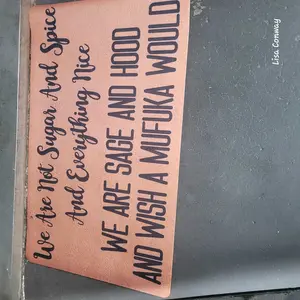 We Are Not Sugar And Spice
And Everything Nice
WE ARE SAGE AND HOOD
AND WISH A MUFUKA WOULD
Lisa Conway